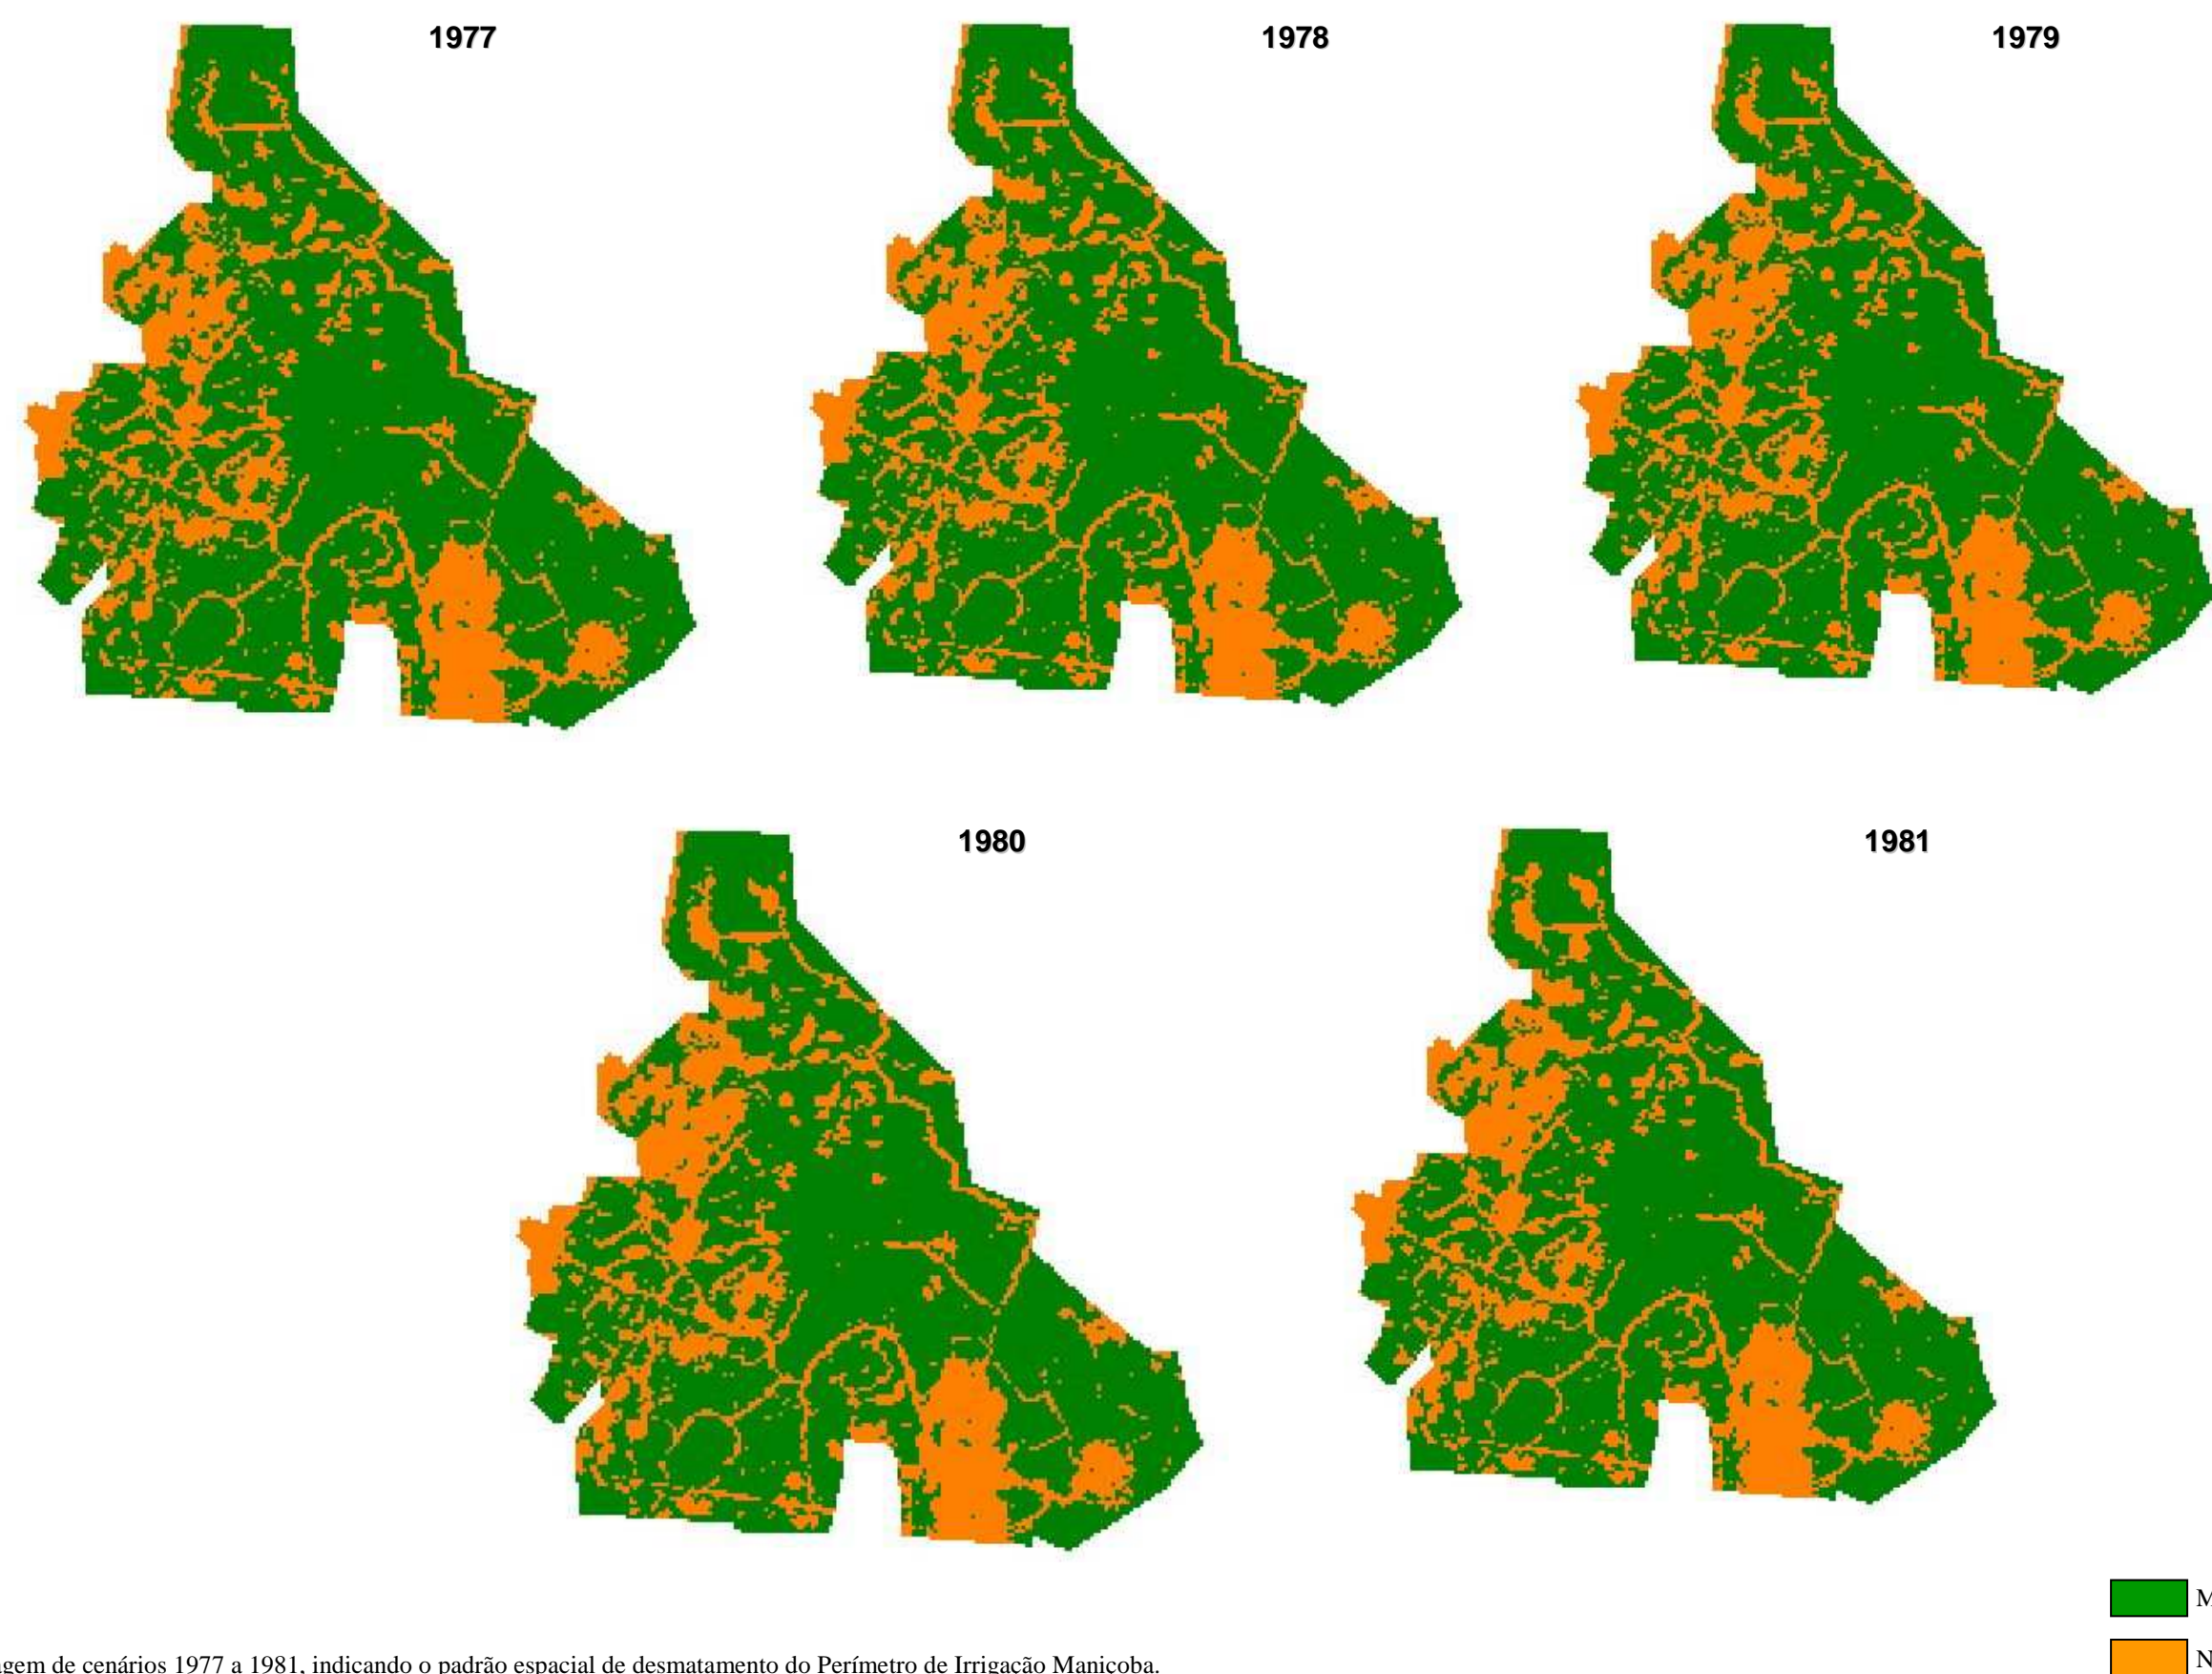 1977
1978
1979
1980
1981
M
N
gem de cenários 1977 a 1981, indicando o padrão espacial de desmatamento do Perímetro de Irrigação Maniçoba.